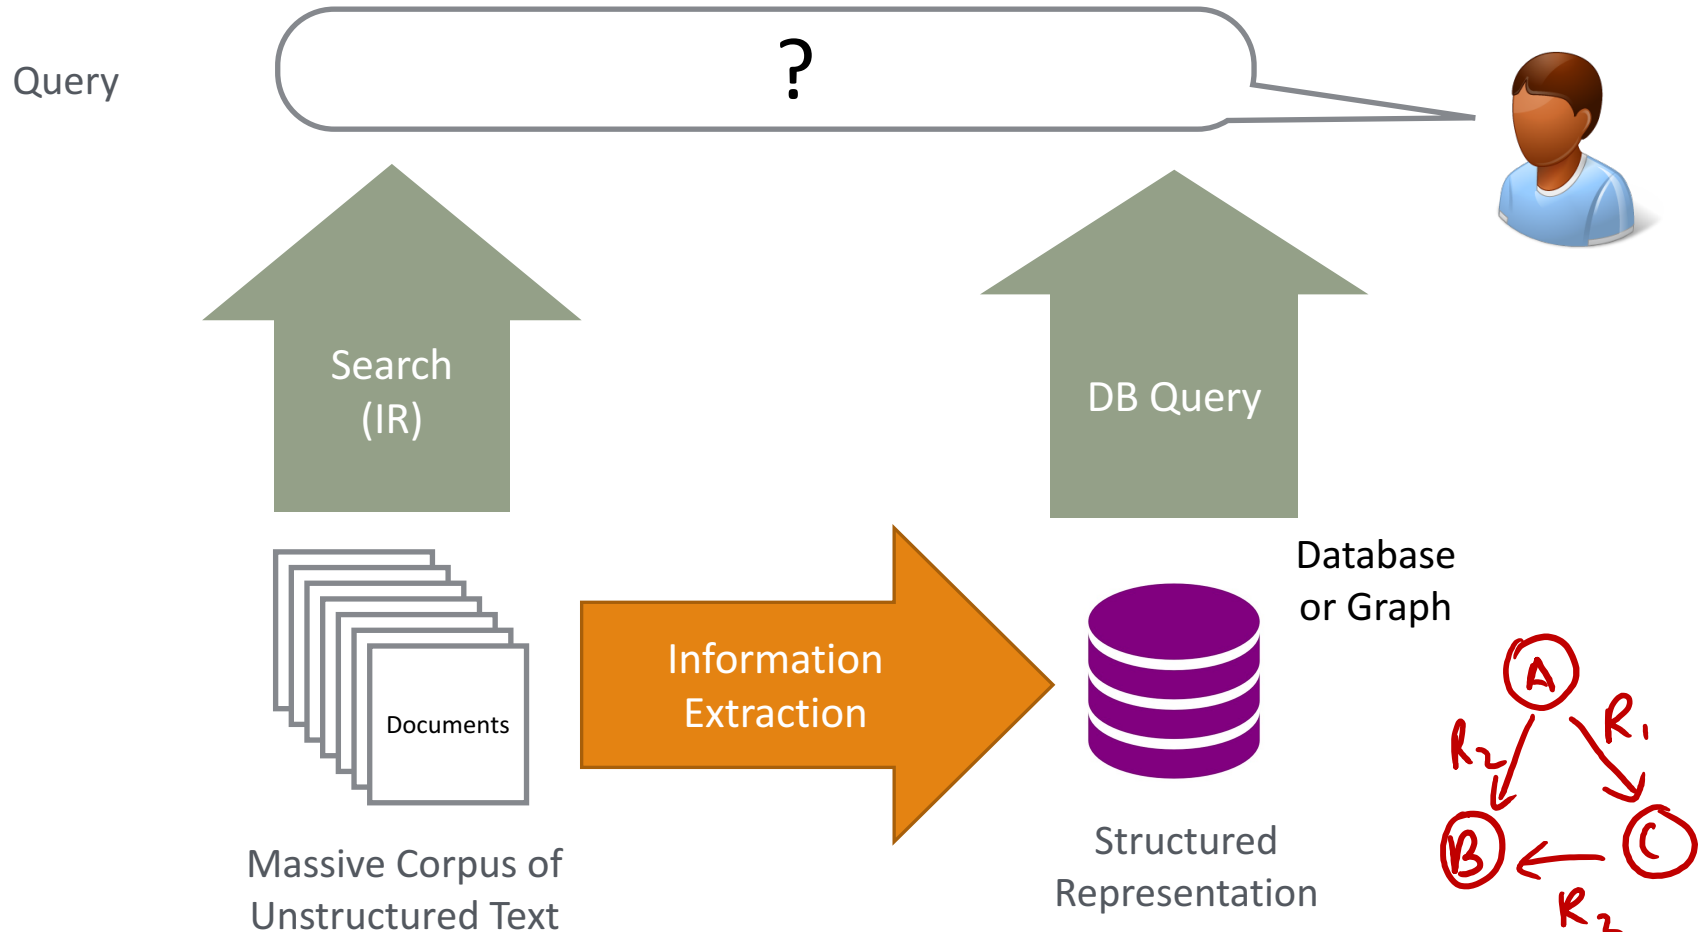 Query
?
Search
(IR)
DB Query
Database
or Graph
Information
Extraction
Documents
A
R2
R1
B
C
Massive Corpus of
Unstructured Text
Structured
Representation